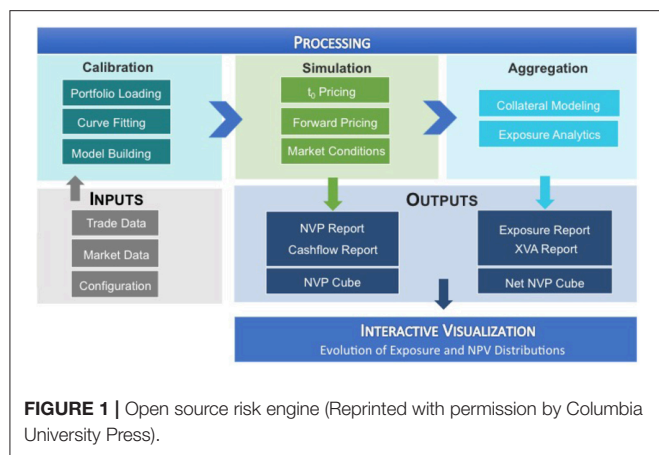 PROCESSING
Calibration
Portfolio Loading
Curve Fitting
Model Building
Simulation
t₀ Pricing
Forward Pricing
Market Conditions
Aggregation
Collateral Modeling
Exposure Analytics
INPUTS
Trade Data
Market Data
Configuration
OUTPUTS
NVP Report
Cashflow Report
NVP Cube
Exposure Report
XVA Report
Net NVP Cube
INTERACTIVE VISUALIZATION
Evolution of Exposure and NPV Distributions
FIGURE 1 | Open source risk engine (Reprinted with permission by Columbia
University Press).